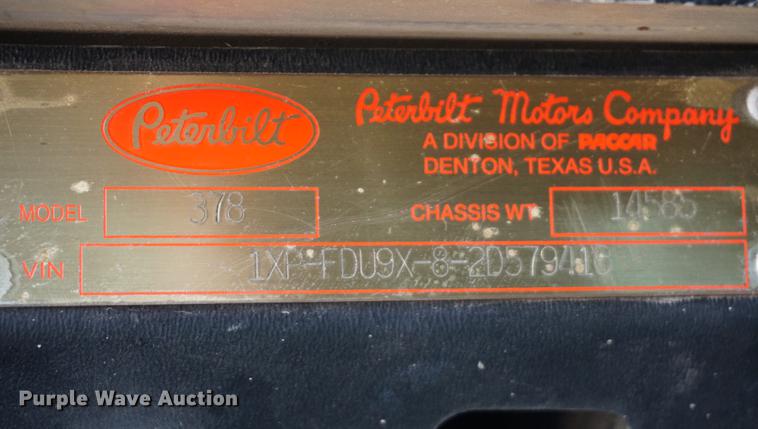 Peterbilt
Peterbilt Motors Company
A DIVISION OF PACCAR
DENTON, TEXAS U.S.A.
MODEL 378 CHASSIS WT. 14585
VIN 1XP-FDU9X-8-2D579416
Purple Wave Auction